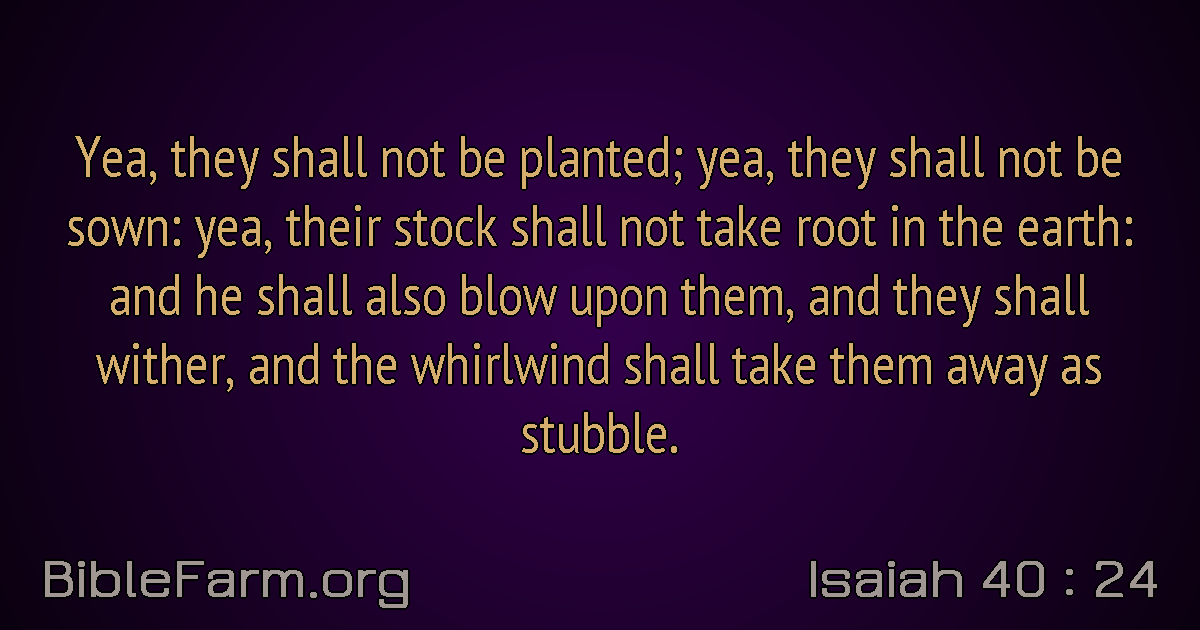 Yea, they shall not be planted; yea, they shall not be
sown: yea, their stock shall not take root in the earth:
and he shall also blow upon them, and they shall
wither, and the whirlwind shall take them away as
stubble.
BibleFarm.org
Isaiah 40 : 24